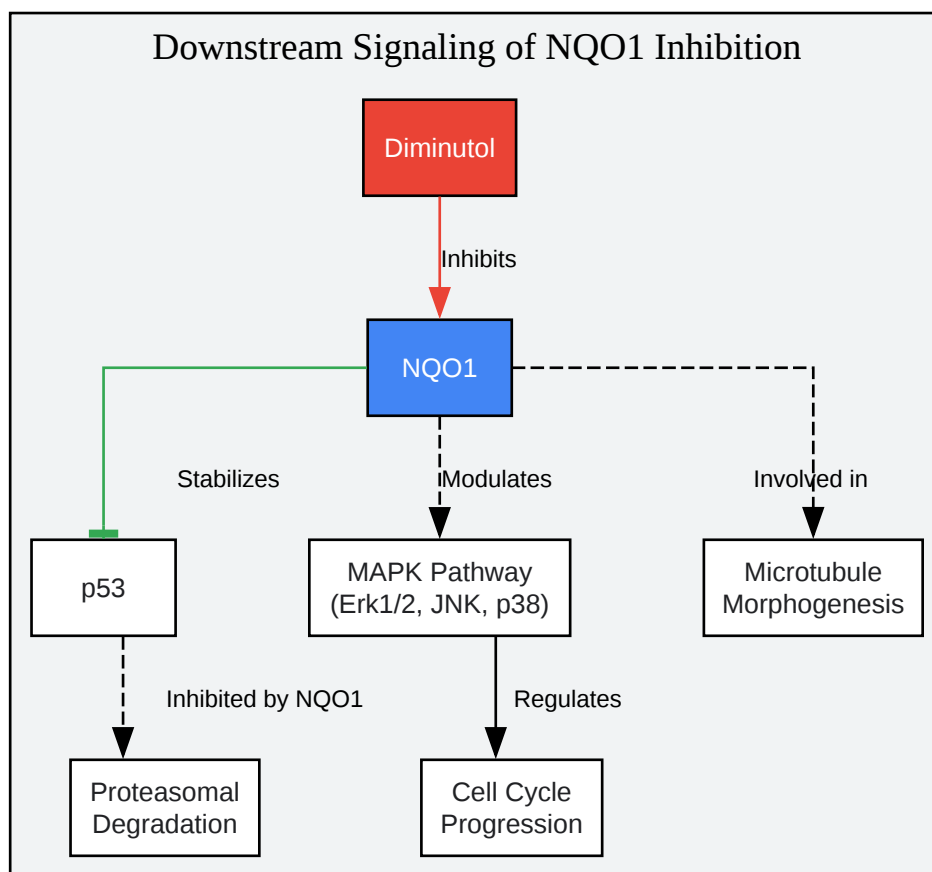 Downstream Signaling of NQO1 Inhibition
Diminutol
Inhibits
NQO1
Stabilizes
Modulates
Involved in
p53
MAPK Pathway
(Erk1/2, JNK, p38)
Microtubule
Morphogenesis
Inhibited by NQO1
Regulates
Proteasomal
Degradation
Cell Cycle
Progression